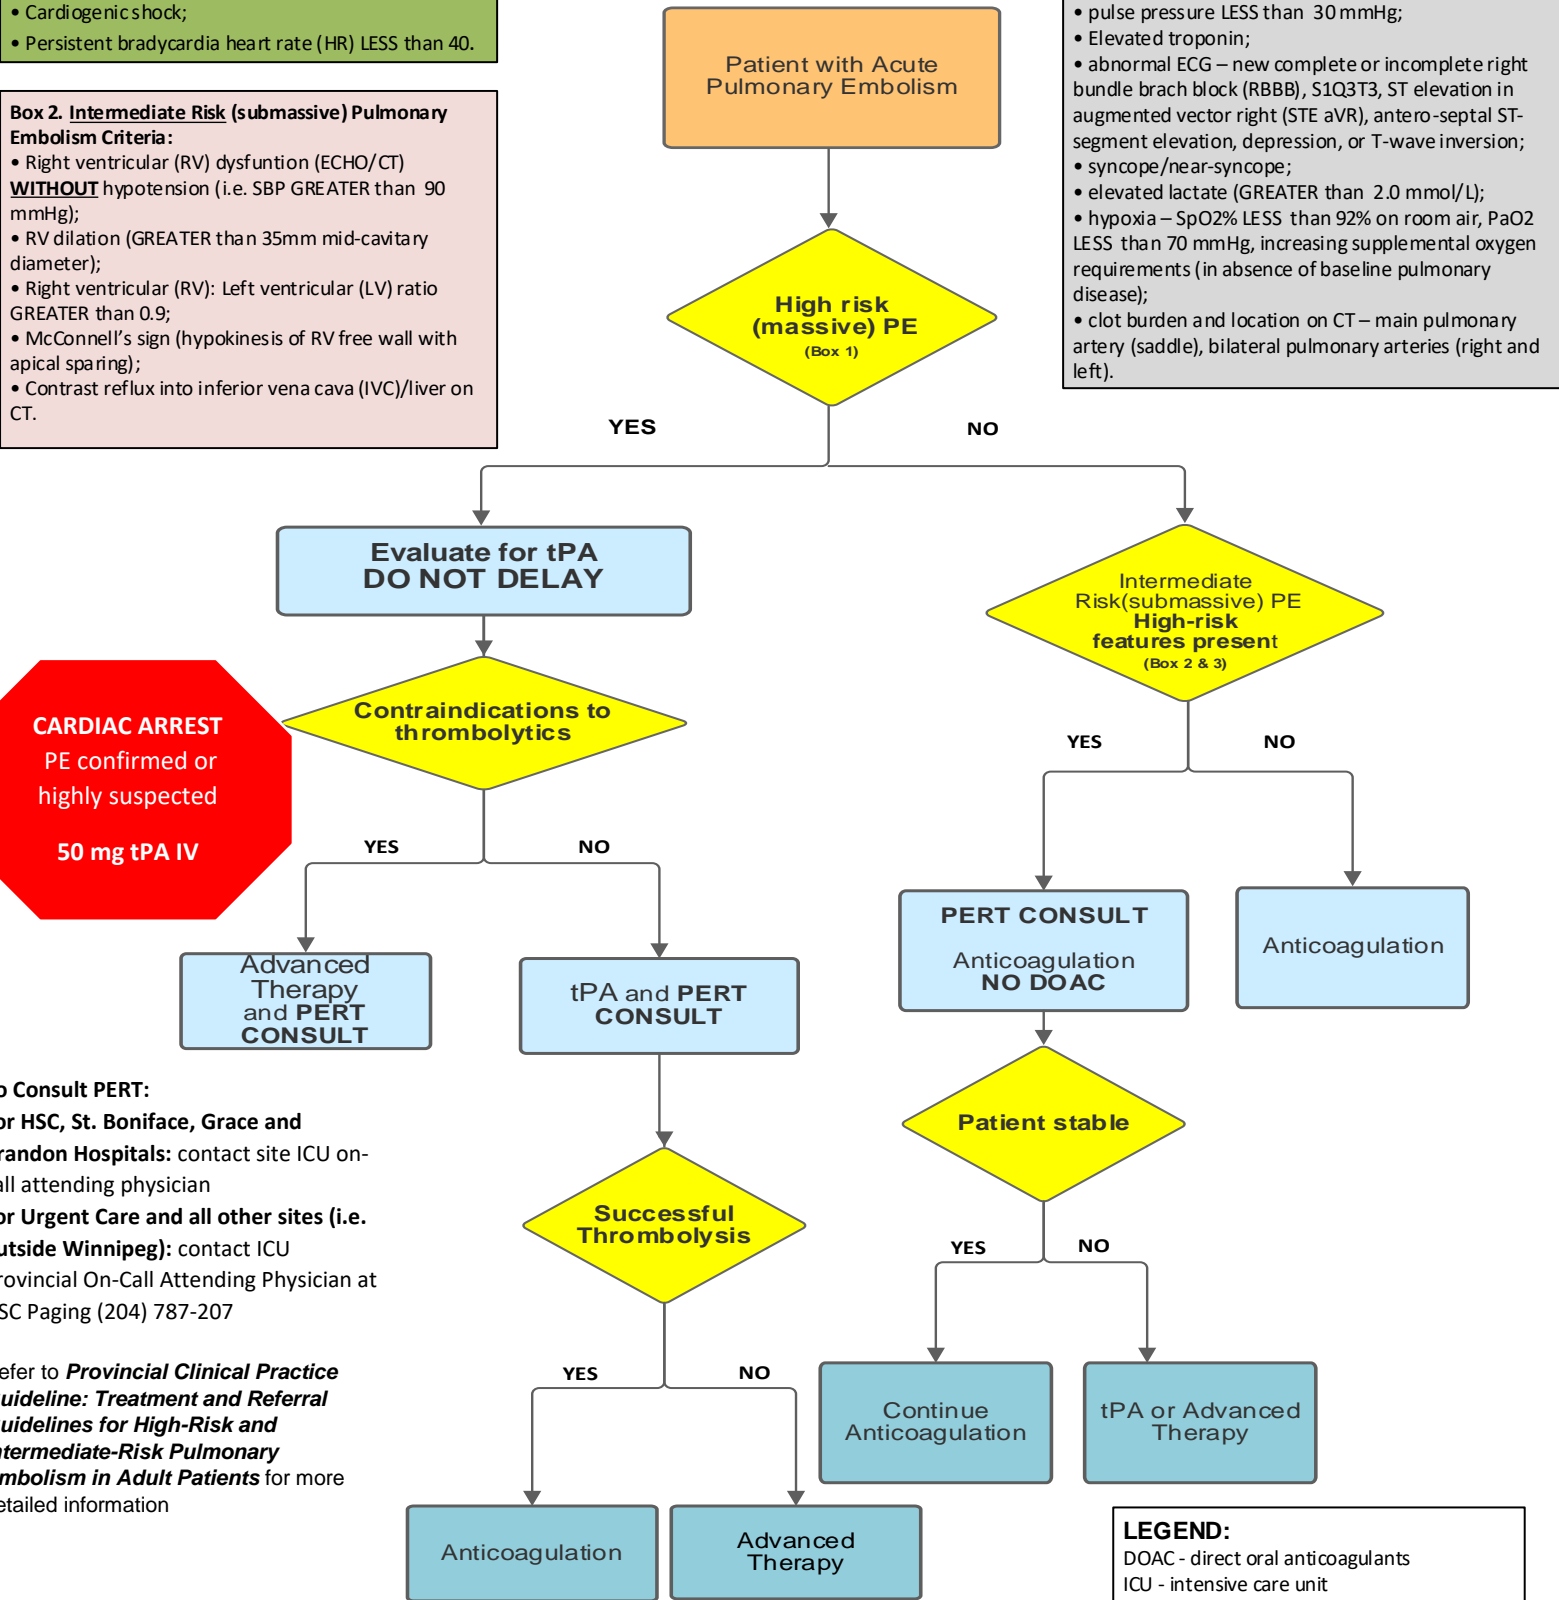 • Cardiogenic shock;
• Persistent bradycardia heart rate (HR) LESS than 40.
Box 2. Intermediate Risk (submassive) Pulmonary
Embolism Criteria:
• Right ventricular (RV) dysfuntion (ECHO/CT)
WITHOUT hypotension (i.e. SBP GREATER than 90
mmHg);
• RV dilation (GREATER than 35mm mid-cavitary
diameter);
• Right ventricular (RV): Left ventricular (LV) ratio
GREATER than 0.9;
• McConnell's sign (hypokinesis of RV free wall with
apical sparing);
• Contrast reflux into inferior vena cava (IVC)/liver on
CT.
Patient with Acute
Pulmonary Embolism
• pulse pressure LESS than 30 mmHg;
• Elevated troponin;
• abnormal ECG – new complete or incomplete right
bundle brach block (RBBB), S1Q3T3, ST elevation in
augmented vector right (STE aVR), antero-septal ST-
segment elevation, depression, or T-wave inversion;
• syncope/near-syncope;
• elevated lactate (GREATER than 2.0 mmol/L);
• hypoxia – SpO2% LESS than 92% on room air, PaO2
LESS than 70 mmHg, increasing supplemental oxygen
requirements (in absence of baseline pulmonary
disease);
• clot burden and location on CT – main pulmonary
artery (saddle), bilateral pulmonary arteries (right and
left).
High risk
(massive) PE
(Box 1)
YES
NO
Evaluate for tPA
DO NOT DELAY
Intermediate
Risk(submassive) PE
High-risk
features present
(Box 2 & 3)
CARDIAC ARREST
PE confirmed or
highly suspected
50 mg tPA IV
Contraindications to
thrombolytics
YES
NO
YES
NO
Advanced
Therapy
and PERT
CONSULT
tPA and PERT
CONSULT
PERT CONSULT
Anticoagulation
NO DOAC
Anticoagulation
o Consult PERT:
or HSC, St. Boniface, Grace and
randon Hospitals: contact site ICU on-
all attending physician
or Urgent Care and all other sites (i.e.
utside Winnipeg): contact ICU
rovincial On-Call Attending Physician at
SC Paging (204) 787-207
efer to Provincial Clinical Practice
uideline: Treatment and Referral
uidelines for High-Risk and
ntermediate-Risk Pulmonary
mbolism in Adult Patients for more
etailed information
Successful
Thrombolysis
Patient stable
YES
NO
YES
NO
Continue
Anticoagulation
tPA or Advanced
Therapy
Anticoagulation
Advanced
Therapy
LEGEND:
DOAC - direct oral anticoagulants
ICU - intensive care unit